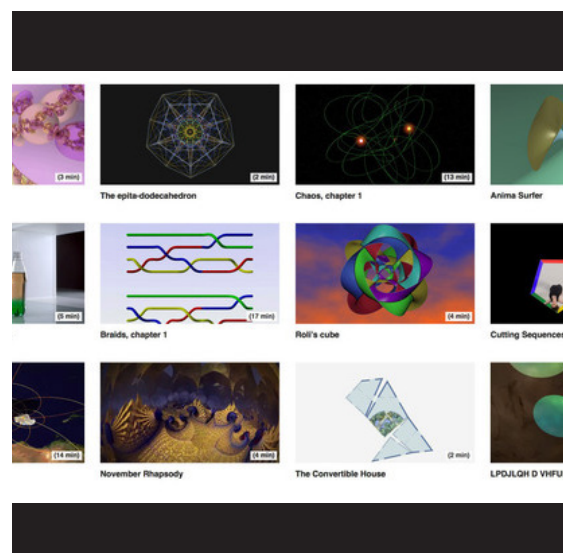 (3 min)
(2 min)
(13 min)
The epita-dodecahedron
Chaos, chapter 1
Anima Surfer
(5 min)
(17 min)
(4 min)
Braids, chapter 1
Roli's cube
Cutting Sequences
(14 min)
(4 min)
(2 min)
November Rhapsody
The Convertible House
LPDJLQH D VHFU